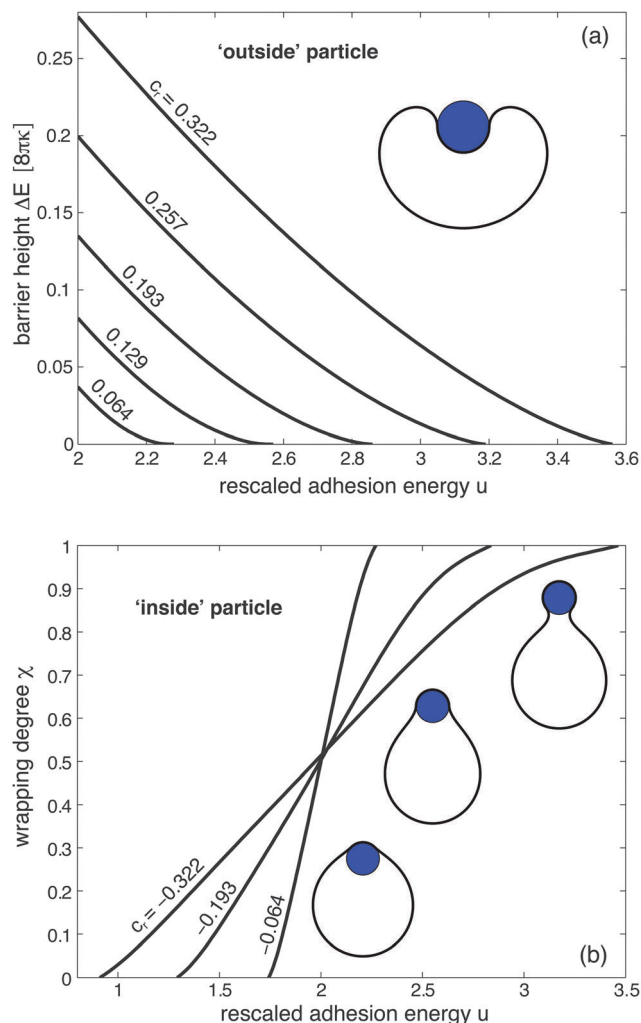 (a)
'outside' particle
barrier height ΔE [8πκ]
0.25
0.2
0.15
0.1
0.05
0
c_r = 0.322
0.257
0.193
0.129
0.064
2 2.2 2.4 2.6 2.8 3 3.2 3.4 3.6
rescaled adhesion energy u
'inside' particle
wrapping degree χ
1
0.9
0.8
0.7
0.6
0.5
0.4
0.3
0.2
0.1
0
c_r = −0.322
−0.193
−0.064
(b)
1 1.5 2 2.5 3 3.5
rescaled adhesion energy u